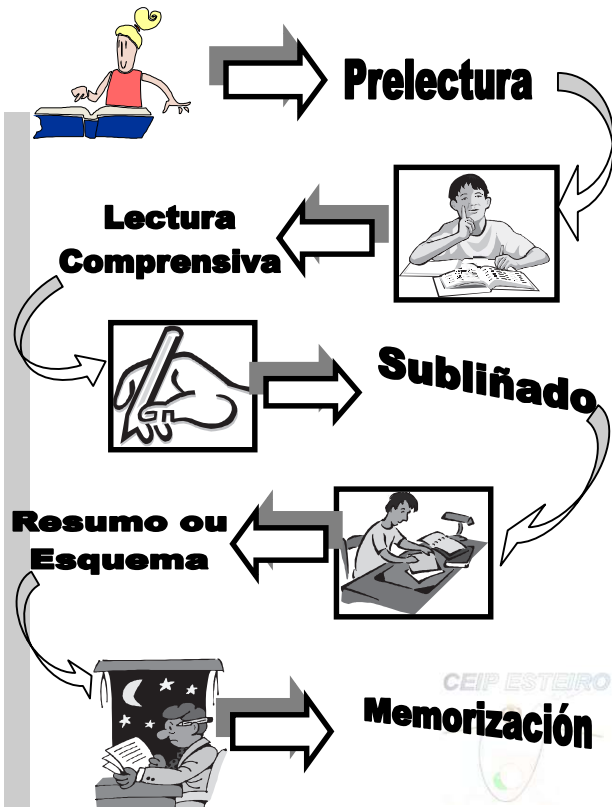 Prelectura
Lectura
Comprensiva
Subliñado
Resumo ou
Esquema
CEIP ESTEIRO
Memorización